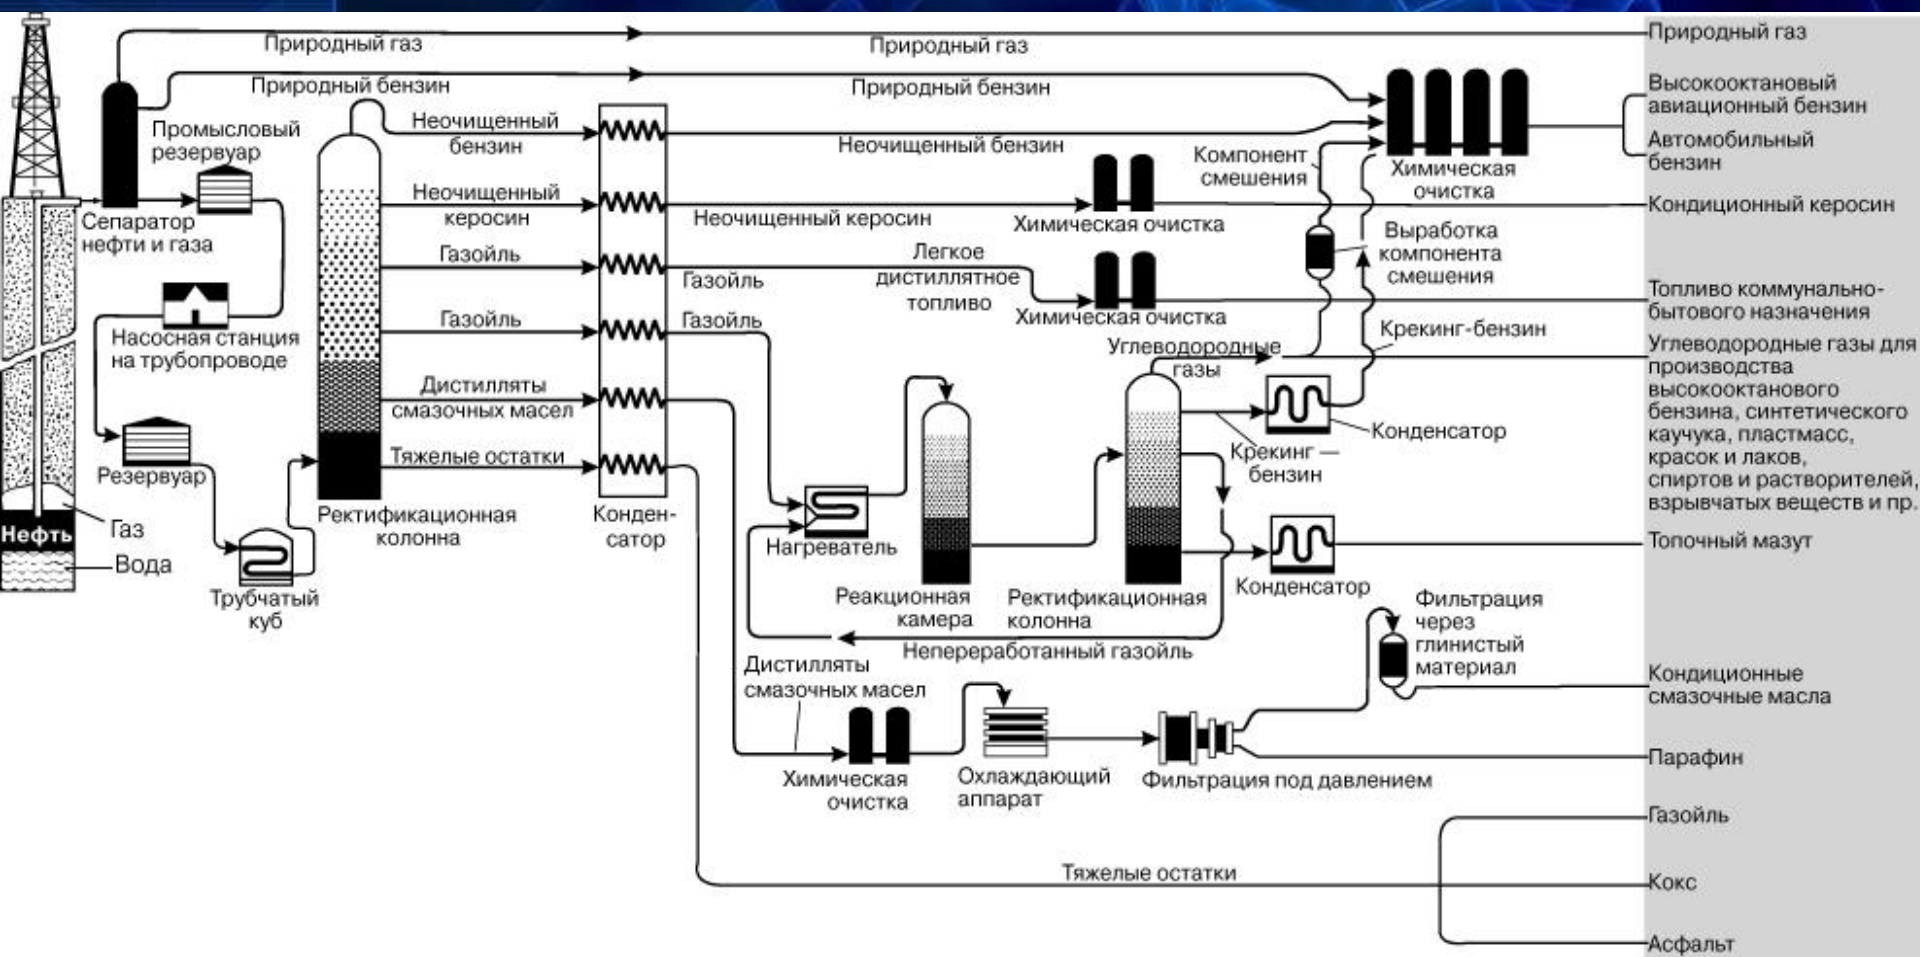 Природный газ
Природный газ
Природный газ
Природный бензин
Природный бензин
Высокооктановый
авиационный бензин
Автомобильный
бензин
Промысловый
резервуар
Неочищенный
бензин
Неочищенный бензин
Компонент
смешения
Химическая
очистка
Сепаратор
нефти и газа
Неочищенный
керосин
Неочищенный керосин
Химическая очистка
Кондиционный керосин
Выработка
компонента
смешения
Газойль
Газойль
Легкое
дистиллятное
топливо
Химическая очистка
Топливо коммунально-
бытового назначения
Насосная станция
на трубопроводе
Газойль
Газойль
Крекинг-бензин
Углеводородные
газы
Углеводородные газы для
производства
высокооктанового
бензина, синтетического
каучука, пластмасс,
красок и лаков,
спиртов и растворителей,
взрывчатых веществ и пр.
Дистилляты
смазочных масел
Конденсатор
Крекинг —
бензин
Резервуар
Тяжелые остатки
Ректификационная
колонна
Конден-
сатор
Газ
Нефть
Вода
Нагреватель
Топочный мазут
Конденсатор
Трубчатый
куб
Реакционная
камера
Ректификационная
колонна
Непереработанный газойль
Фильтрация
через
глинистый
материал
Дистилляты
смазочных масел
Кондиционные
смазочные масла
Химическая
очистка
Охлаждающий
аппарат
Фильтрация под давлением
Парафин
Газойль
Тяжелые остатки
Кокс
Асфальт